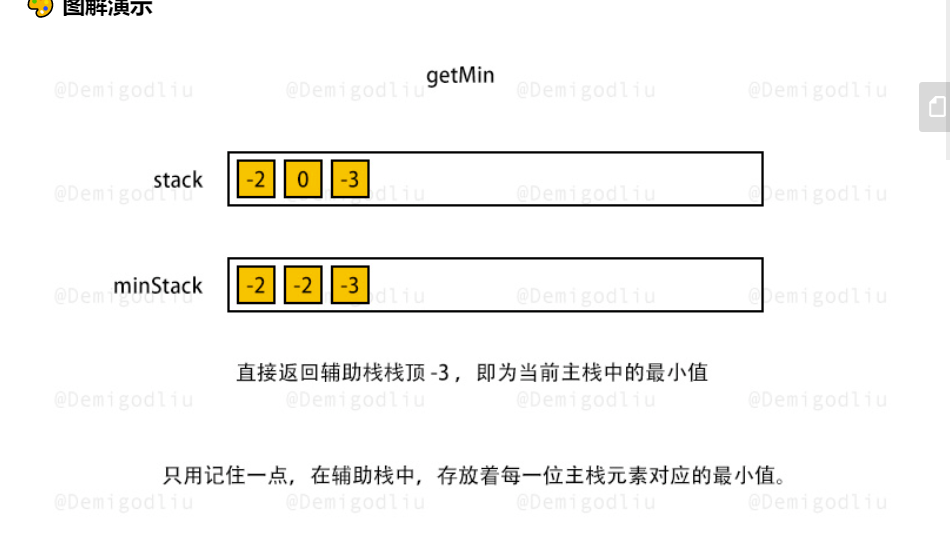 图解演示
getMin
@Demigodliu @Demigodliu @Demigodliu @Demigodliu
stack -2 0 -3
@Demigodliu @Demigodliu @Demigodliu @Demigodliu
minStack -2 -2 -3
@Demigodliu @Demigodliu @Demigodliu @Demigodliu
直接返回辅助栈栈顶 -3 ，即为当前主栈中的最小值
@Demigodliu @Demigodliu @Demigodliu @Demigodliu
只用记住一点，在辅助栈中，存放着每一位主栈元素对应的最小值。
@Demigodliu @Demigodliu @Demigodliu @Demigodliu